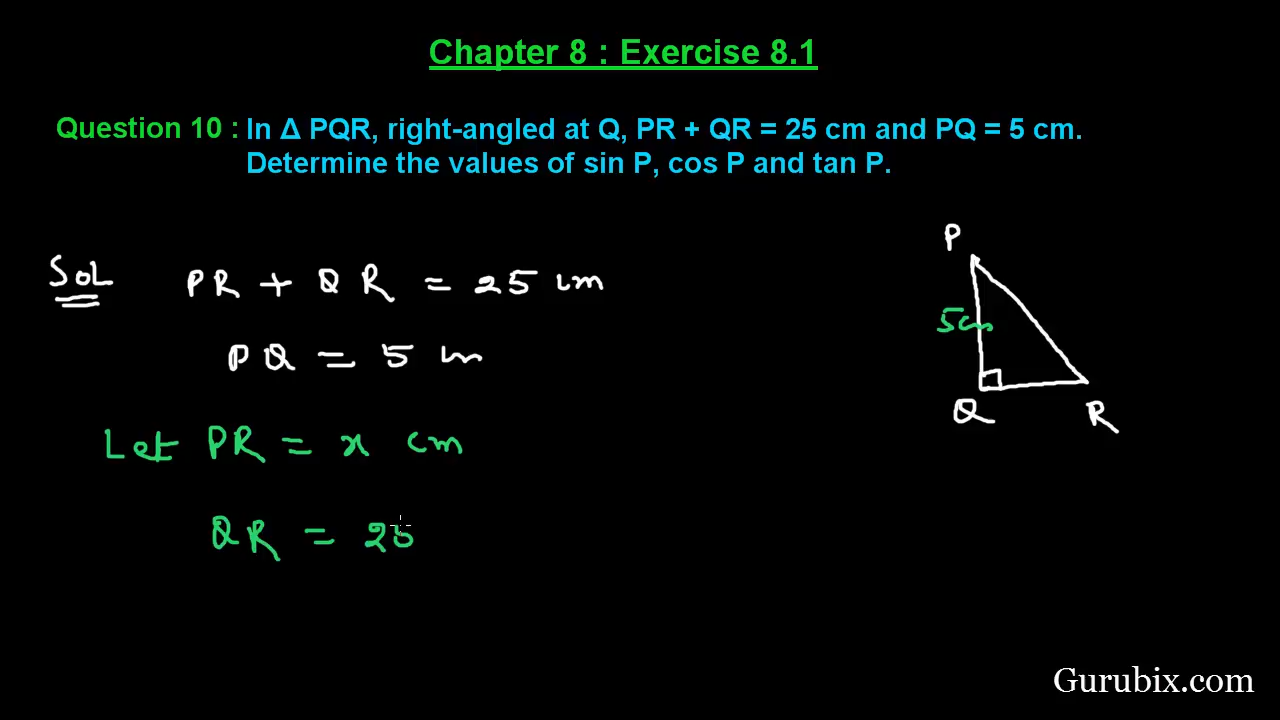 Chapter 8 : Exercise 8.1
Question 10 : In Δ PQR, right-angled at Q, PR + QR = 25 cm and PQ = 5 cm.
Determine the values of sin P, cos P and tan P.
Sol PR + QR = 25 cm
PQ = 5 cm
Let PR = x cm
QR = 25
P
5cm
Q R
Gurubix.com